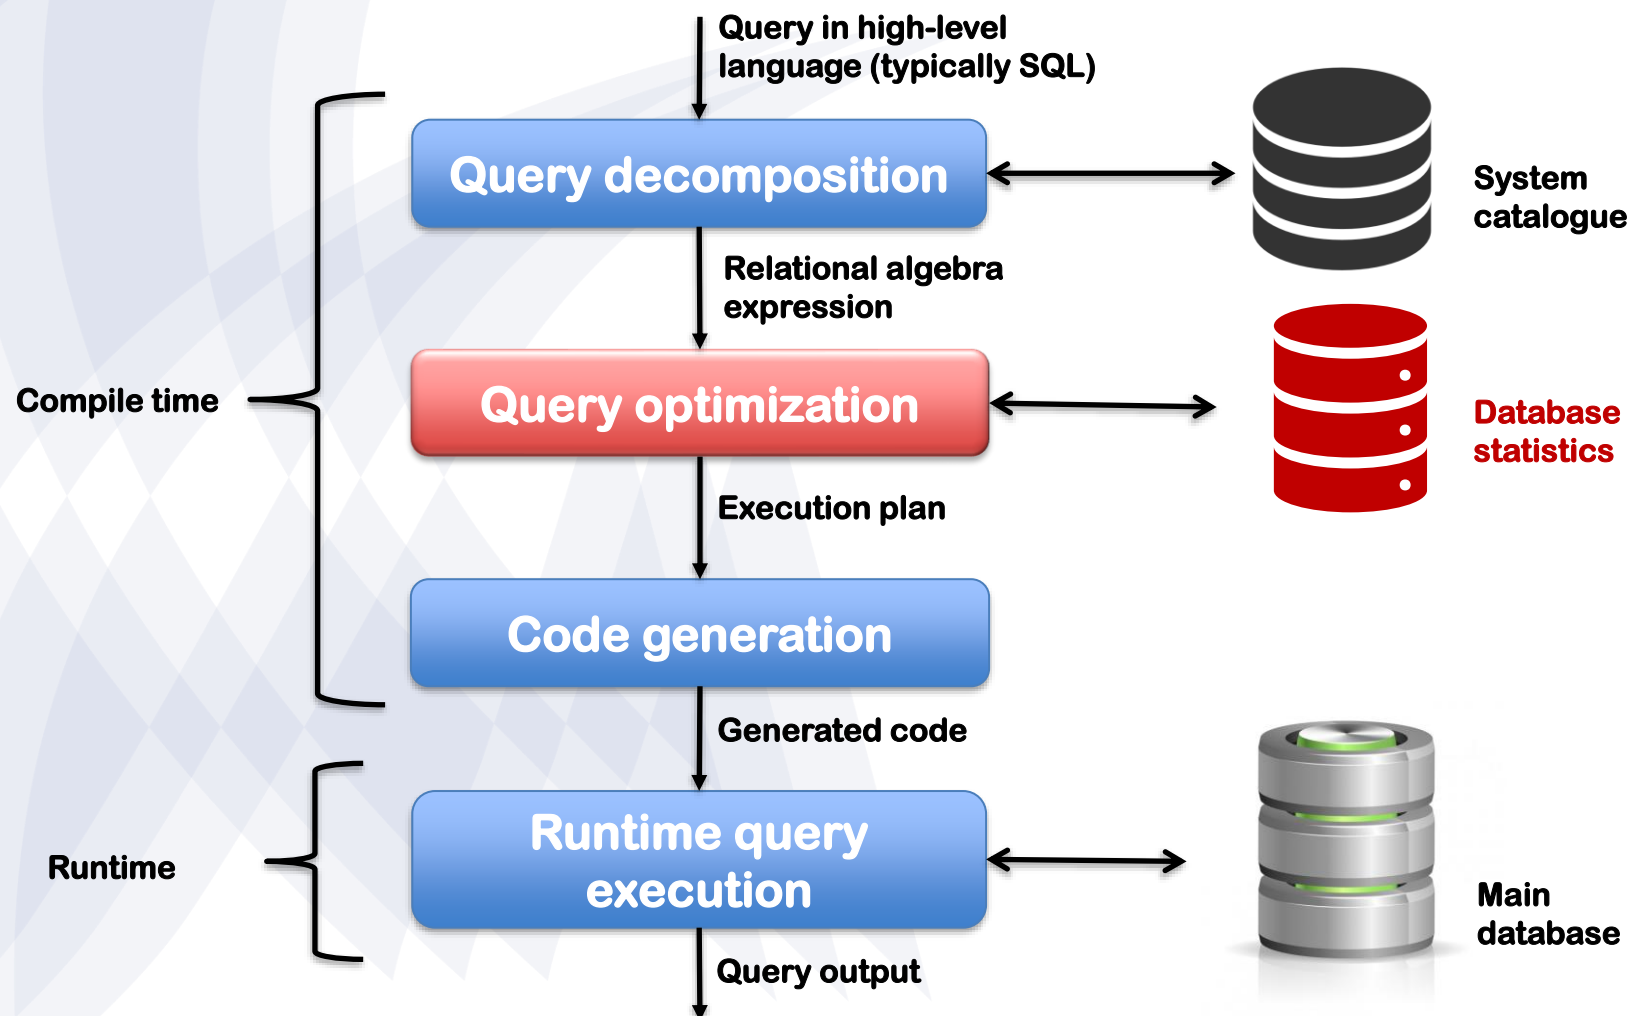 Query in high-level
language (typically SQL)
Query decomposition
System
catalogue
Relational algebra
expression
Compile time
Query optimization
Database
statistics
Execution plan
Code generation
Generated code
Runtime query
execution
Runtime
Main
database
Query output